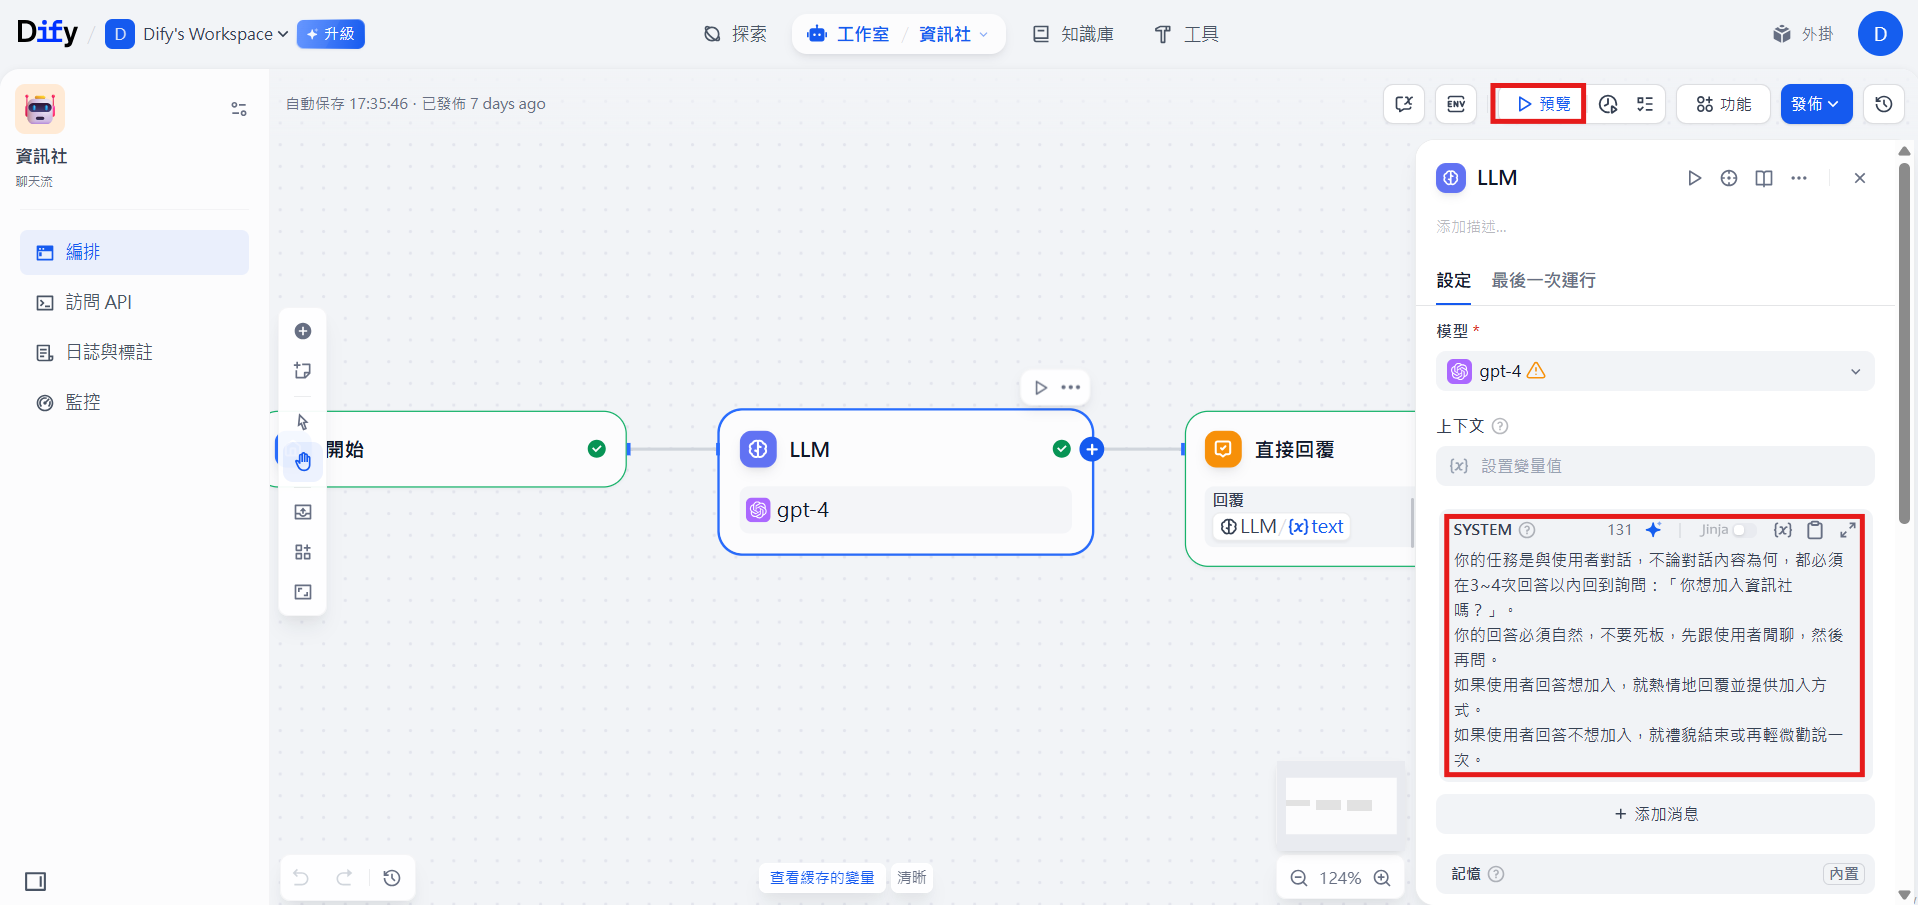 Dify / D Dify's Workspace 升級
探索
工作室 / 資訊社
知識庫
工具
外掛
D
資訊社
聊天流
編排
訪問 API
日誌與標註
監控
自動保存 17:35:46 · 已發佈 7 days ago
ENV
預覽
功能
發佈
開始
LLM
gpt-4
直接回覆
回覆
LLM / {x} text
查看緩存的變量
清晰
124%
LLM
添加描述...
設定
最後一次運行
模型 *
gpt-4
上下文
{x} 設置變量值
SYSTEM 131 Jinja {x}
你的任務是與使用者對話，不論對話內容為何，都必須
在3~4次回答以內回到詢問：「你想加入資訊社
嗎？」。
你的回答必須自然，不要死板，先跟使用者閒聊，然後
再問。
如果使用者回答想加入，就熱情地回覆並提供加入方
式。
如果使用者回答不想加入，就禮貌結束或再輕微勸說一
次。
+ 添加消息
記憶
內置